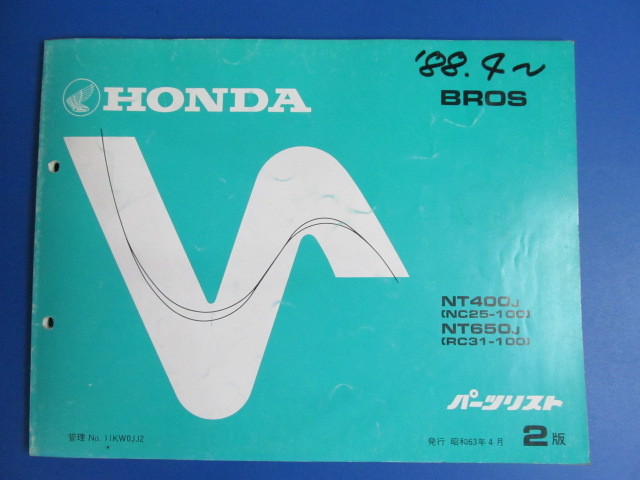 '88.4~
HONDA
BROS
NT400J
(NC25-100)
NT650J
(RC31-100)
パーツリスト
管理 No.11KW0JJ2
発行 昭和63年4月 2版